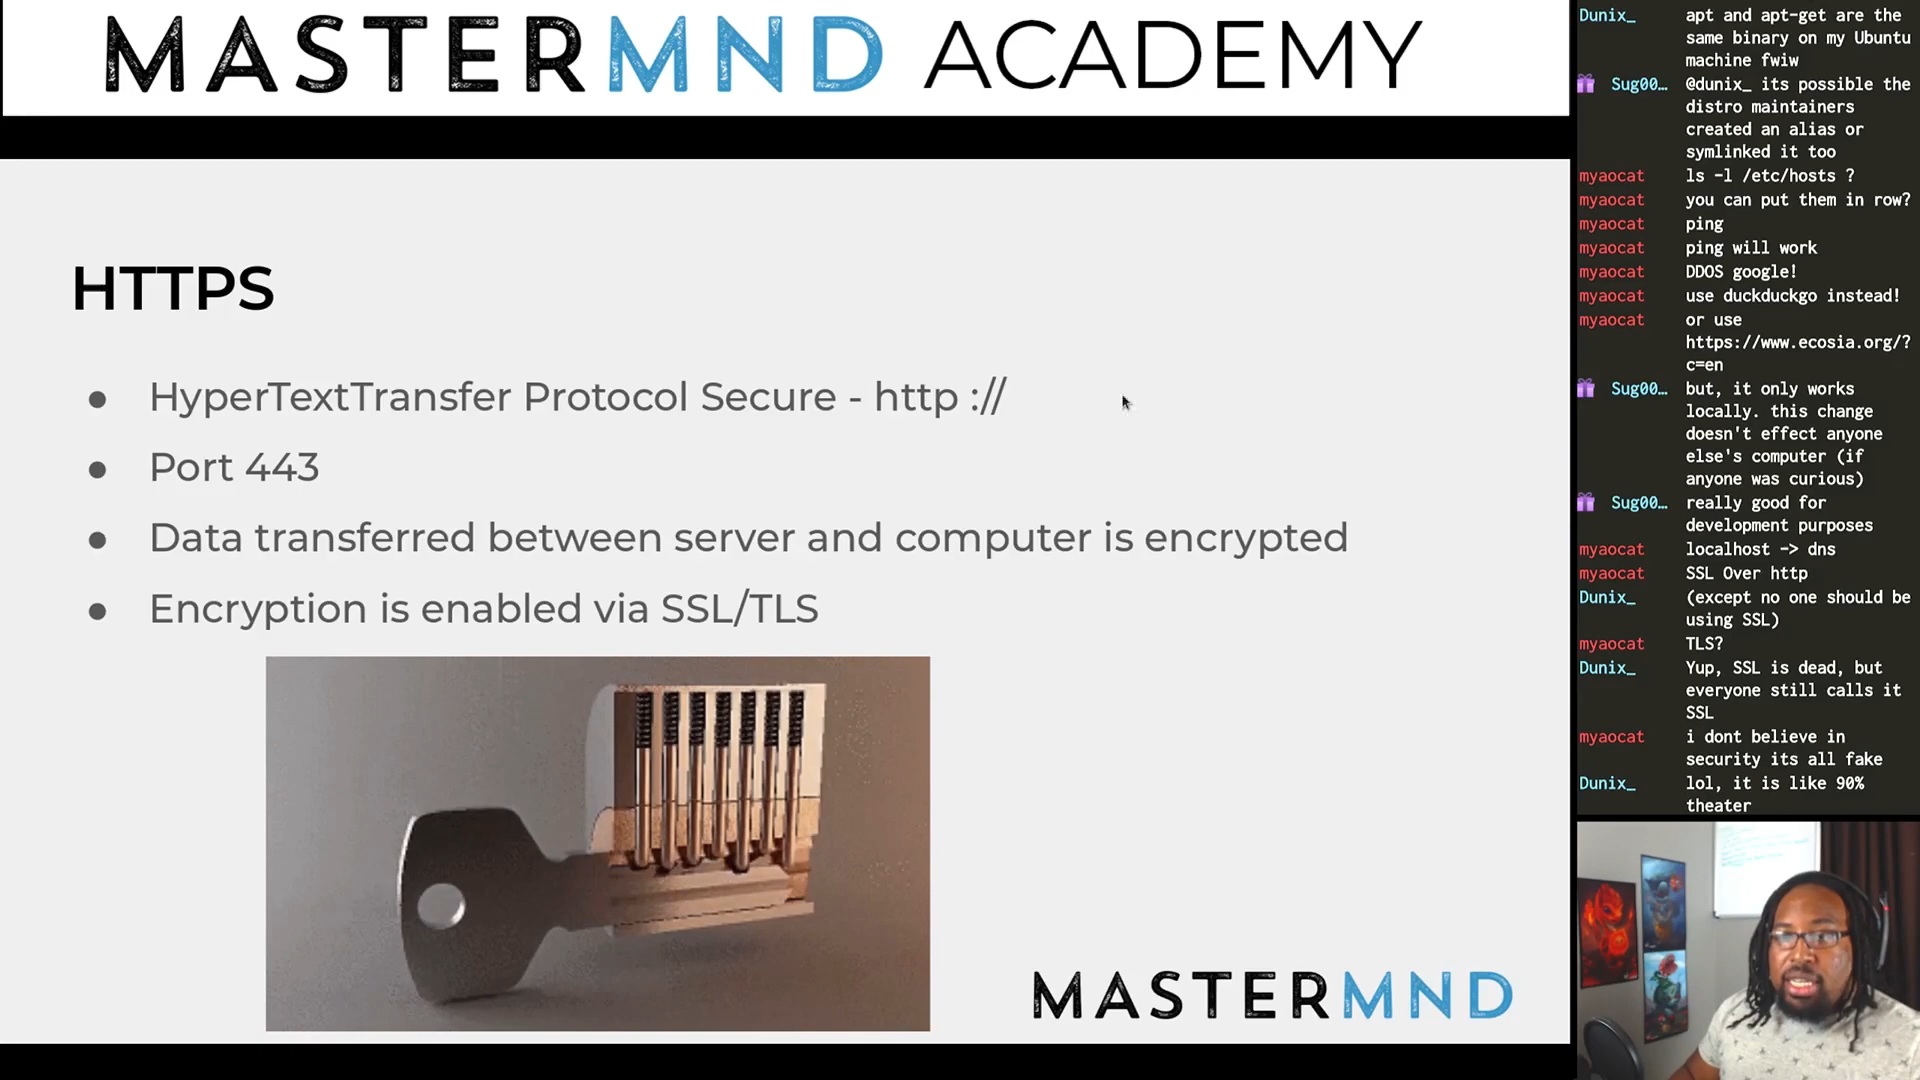 MASTERMND ACADEMY
HTTPS
● HyperTextTransfer Protocol Secure - http ://
● Port 443
● Data transferred between server and computer is encrypted
● Encryption is enabled via SSL/TLS
MASTERMND
Dunix_ apt and apt-get are the
same binary on my Ubuntu
machine fwiw
Sug00… @dunix_ its possible the
distro maintainers
created an alias or
symlinked it too
myaocat ls -l /etc/hosts ?
myaocat you can put them in row?
myaocat ping
myaocat ping will work
myaocat DDOS google!
myaocat use duckduckgo instead!
myaocat or use
https://www.ecosia.org/?
c=en
Sug00… but, it only works
locally. this change
doesn't effect anyone
else's computer (if
anyone was curious)
Sug00… really good for
development purposes
myaocat localhost -> dns
myaocat SSL Over http
Dunix_ (except no one should be
using SSL)
myaocat TLS?
Dunix_ Yup, SSL is dead, but
everyone still calls it
SSL
myaocat i dont believe in
security its all fake
Dunix_ lol, it is like 90%
theater